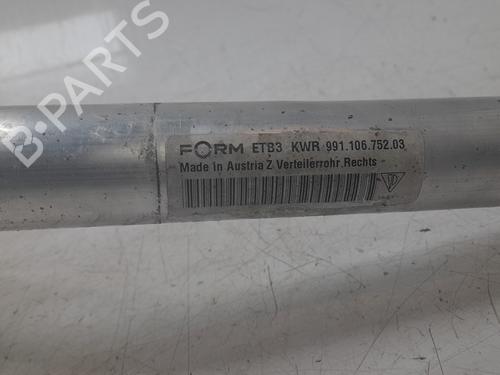 B-PARTS
FORM ETB3 KWR 991.106.752.03
Made in Austria Z Verteilerrohr Rechts